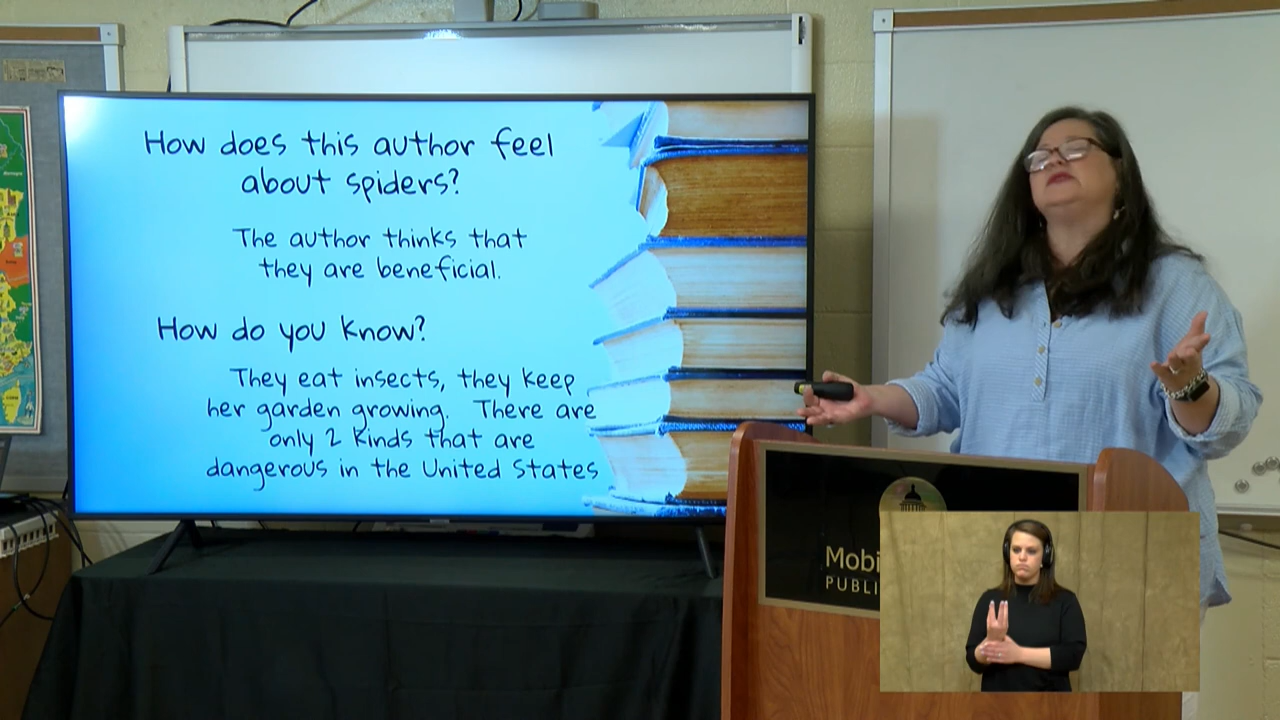 How does this author feel
about spiders?
The author thinks that
they are beneficial.
How do you know?
They eat insects, they keep
her garden growing. There are
only 2 kinds that are
dangerous in the United States
Mobi
PUBLI